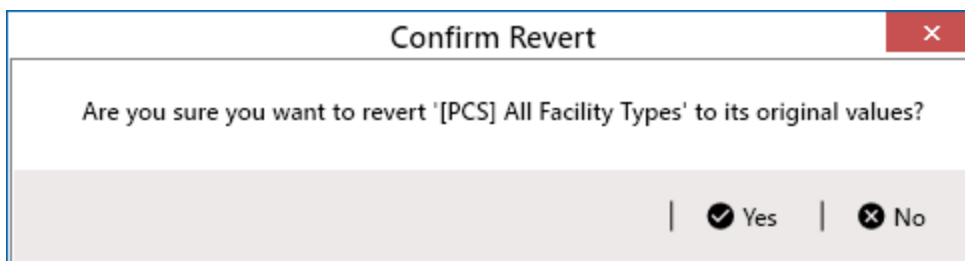 Confirm Revert
Are you sure you want to revert '[PCS] All Facility Types' to its original values?
Yes No